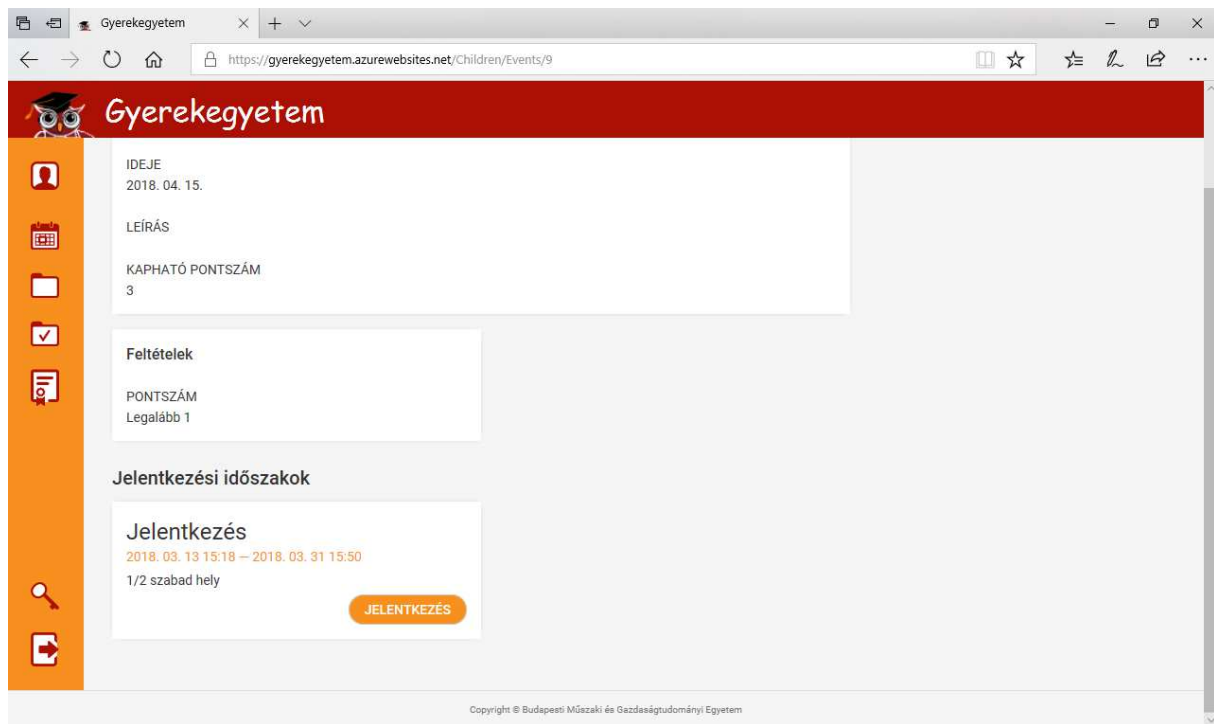 Gyerekegyetem
https://gyerekegyetem.azurewebsites.net/Children/Events/9
Gyerekegyetem
IDEJE
2018. 04. 15.
LEÍRÁS
KAPHATÓ PONTSZÁM
3
Feltételek
PONTSZÁM
Legalább 1
Jelentkezési időszakok
Jelentkezés
2018. 03. 13 15:18 — 2018. 03. 31 15:50
1/2 szabad hely
JELENTKEZÉS
Copyright © Budapesti Műszaki és Gazdaságtudományi Egyetem